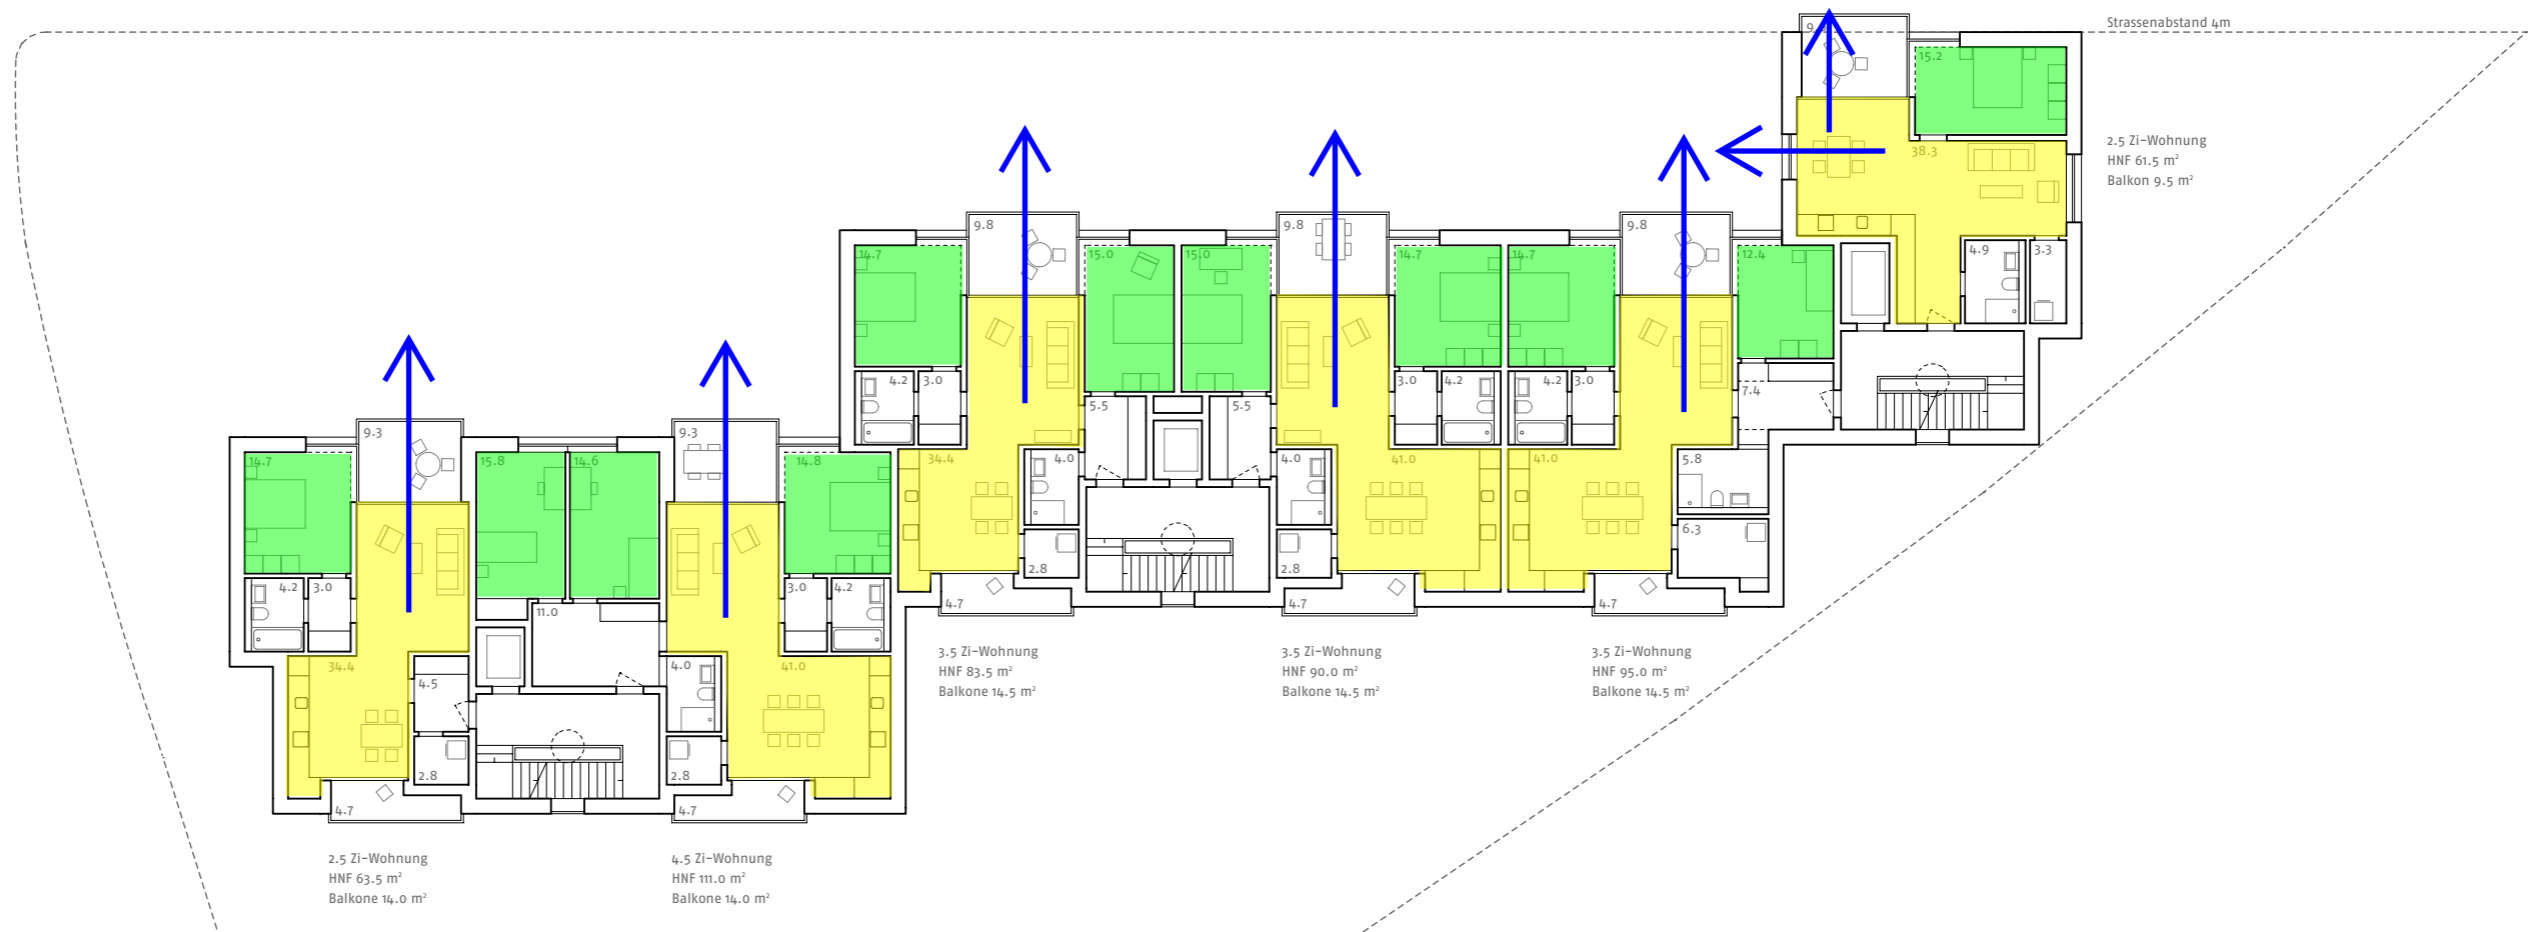 Strassenabstand 4m
9.
15.2
38.3
2.5 Zi-Wohnung
HNF 61.5 m²
Balkon 9.5 m²
4.9
3.3
14.7
9.8
15.0
15.0
9.8
14.7
14.7
9.8
12.4
4.2
3.0
5.5
5.5
3.0
4.2
4.2
3.0
7.4
34.4
4.0
4.0
41.0
41.0
5.8
2.8
2.8
6.3
4.7
4.7
4.7
3.5 Zi-Wohnung
HNF 83.5 m²
Balkone 14.5 m²
3.5 Zi-Wohnung
HNF 90.0 m²
Balkone 14.5 m²
3.5 Zi-Wohnung
HNF 95.0 m²
Balkone 14.5 m²
14.7
9.3
15.8
14.6
9.3
14.8
4.2
3.0
11.0
3.0
4.2
34.4
4.5
4.0
41.0
2.8
2.8
4.7
4.7
2.5 Zi-Wohnung
HNF 63.5 m²
Balkone 14.0 m²
4.5 Zi-Wohnung
HNF 111.0 m²
Balkone 14.0 m²